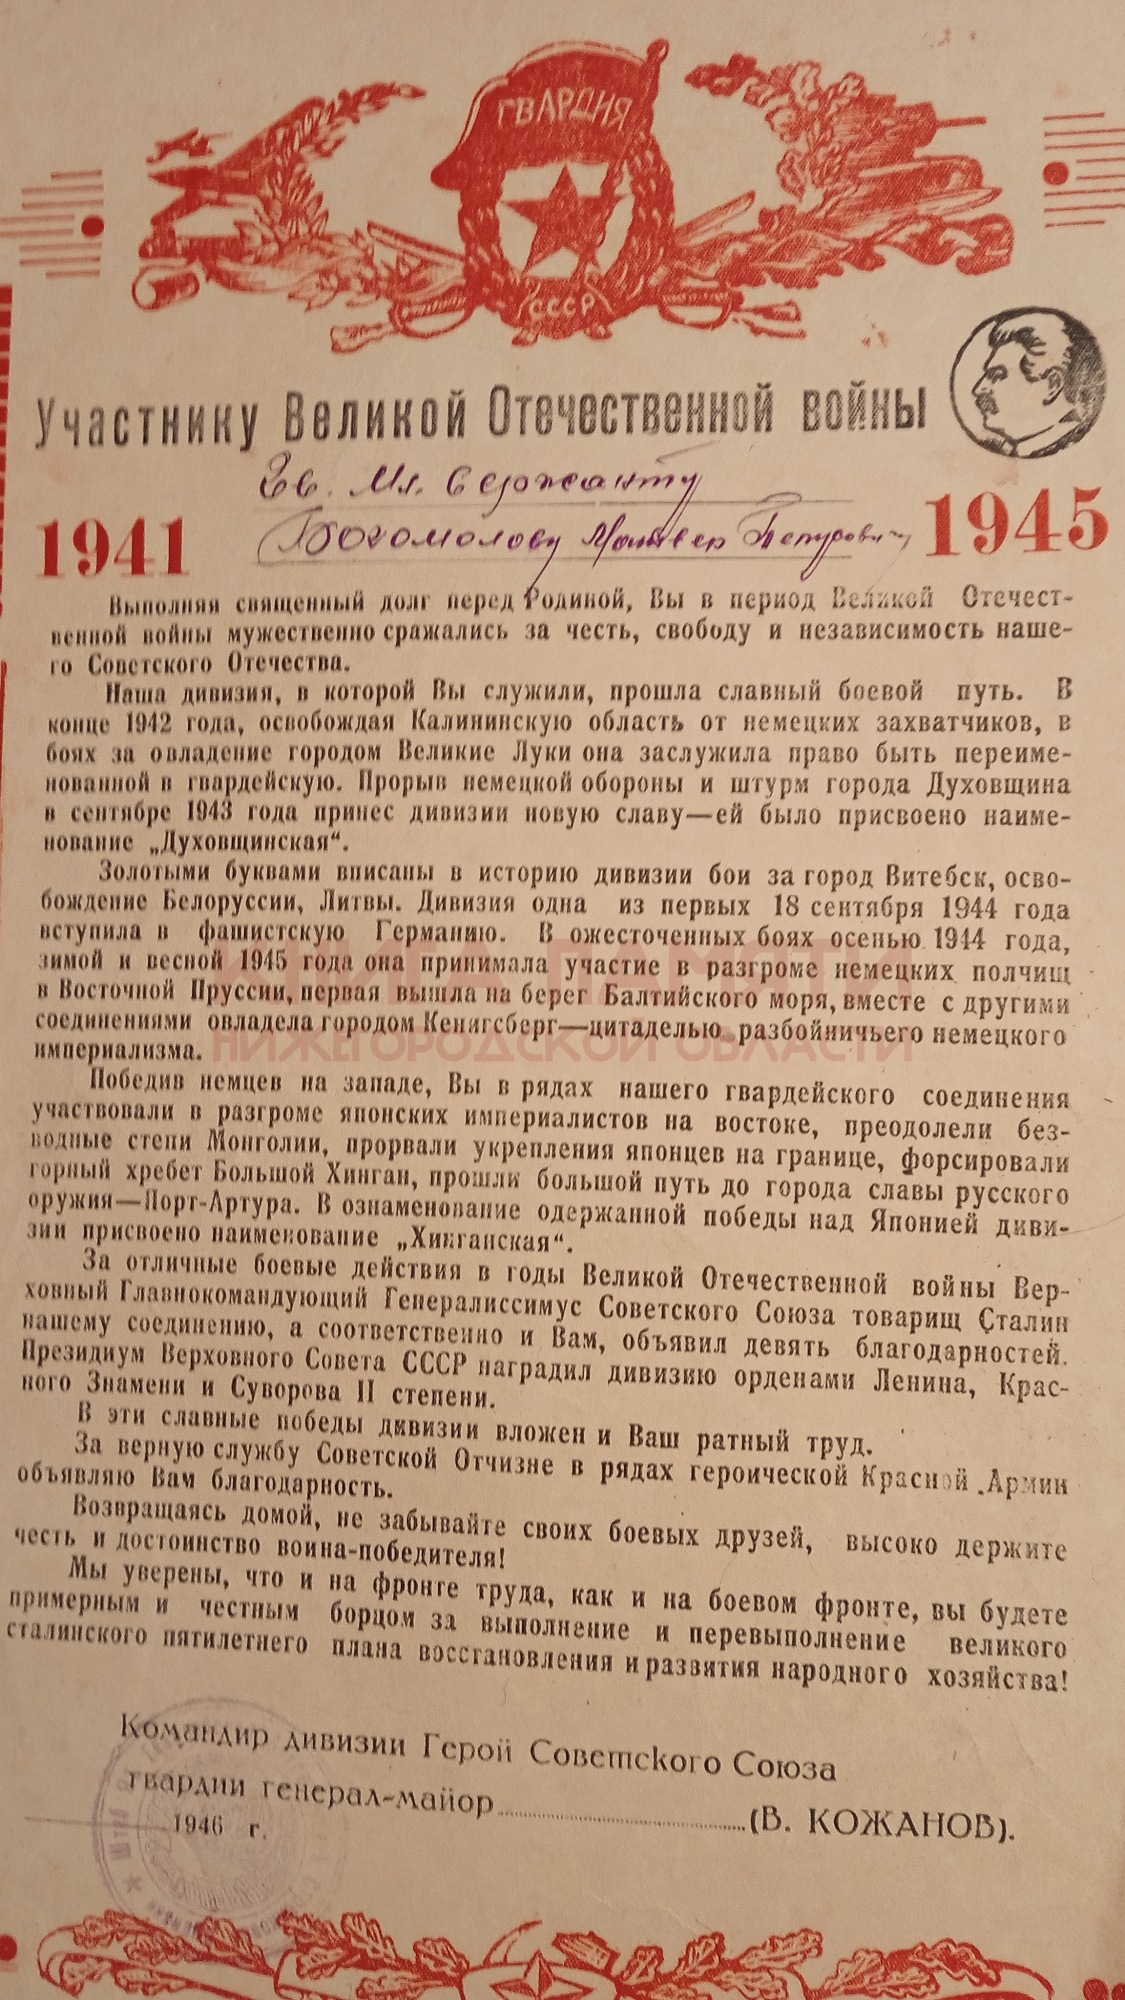 ГВАРДИЯ
СССР
Участнику Великой Отечественной войны
Гв. Мл. Сержанту
1941
Богомолову Матвею Петровичу
1945
Выполняя священный долг перед Родиной, Вы в период Великой Отечест-
венной войны мужественно сражались за честь, свободу и независимость наше-
го Советского Отечества.
Наша дивизия, в которой Вы служили, прошла славный боевой путь. В
конце 1942 года, освобождая Калининскую область от немецких захватчиков, в
боях за овладение городом Великие Луки она заслужила право быть переиме-
нованной в гвардейскую. Прорыв немецкой обороны и штурм города Духовщина
в сентябре 1943 года принес дивизии новую славу—ей было присвоено наиме-
нование „Духовщинская“.
Золотыми буквами вписаны в историю дивизии бои за город Витебск, осво-
бождение Белоруссии, Литвы. Дивизия одна из первых 18 сентября 1944 года
вступила в фашистскую Германию. В ожесточенных боях осенью 1944 года,
зимой и весной 1945 года она принимала участие в разгроме немецких полчищ
в Восточной Пруссии, первая вышла на берег Балтийского моря, вместе с другими
соединениями овладела городом Кенигсберг—цитаделью разбойничьего немецкого
империализма.
КНИГА ПАМЯТИ
НИЖЕГОРОДСКОЙ ОБЛАСТИ
Победив немцев на западе, Вы в рядах нашего гвардейского соединения
участвовали в разгроме японских империалистов на востоке, преодолели без-
водные степи Монголии, прорвали укрепления японцев на границе, форсировали
горный хребет Большой Хинган, прошли большой путь до города славы русского
оружия—Порт-Артура. В ознаменование одержанной победы над Японией диви-
зии присвоено наименование „Хинганская“.
За отличные боевые действия в годы Великой Отечественной войны Вер-
ховный Главнокомандующий Генералиссимус Советского Союза товарищ Сталин
нашему соединению, а соответственно и Вам, объявил девять благодарностей.
Президиум Верховного Совета СССР наградил дивизию орденами Ленина, Крас-
ного Знамени и Суворова II степени.
В эти славные победы дивизии вложен и Ваш ратный труд.
За верную службу Советской Отчизне в рядах героической Красной Армии
объявляю Вам благодарность.
Возвращаясь домой, не забывайте своих боевых друзей, высоко держите
честь и достоинство воина-победителя!
Мы уверены, что и на фронте труда, как и на боевом фронте, вы будете
примерным и честным борцом за выполнение и перевыполнение великого
сталинского пятилетнего плана восстановления и развития народного хозяйства!
Командир дивизии Герой Советского Союза
гвардии генерал-майор (В. КОЖАНОВ).
1946 г.
Штаб